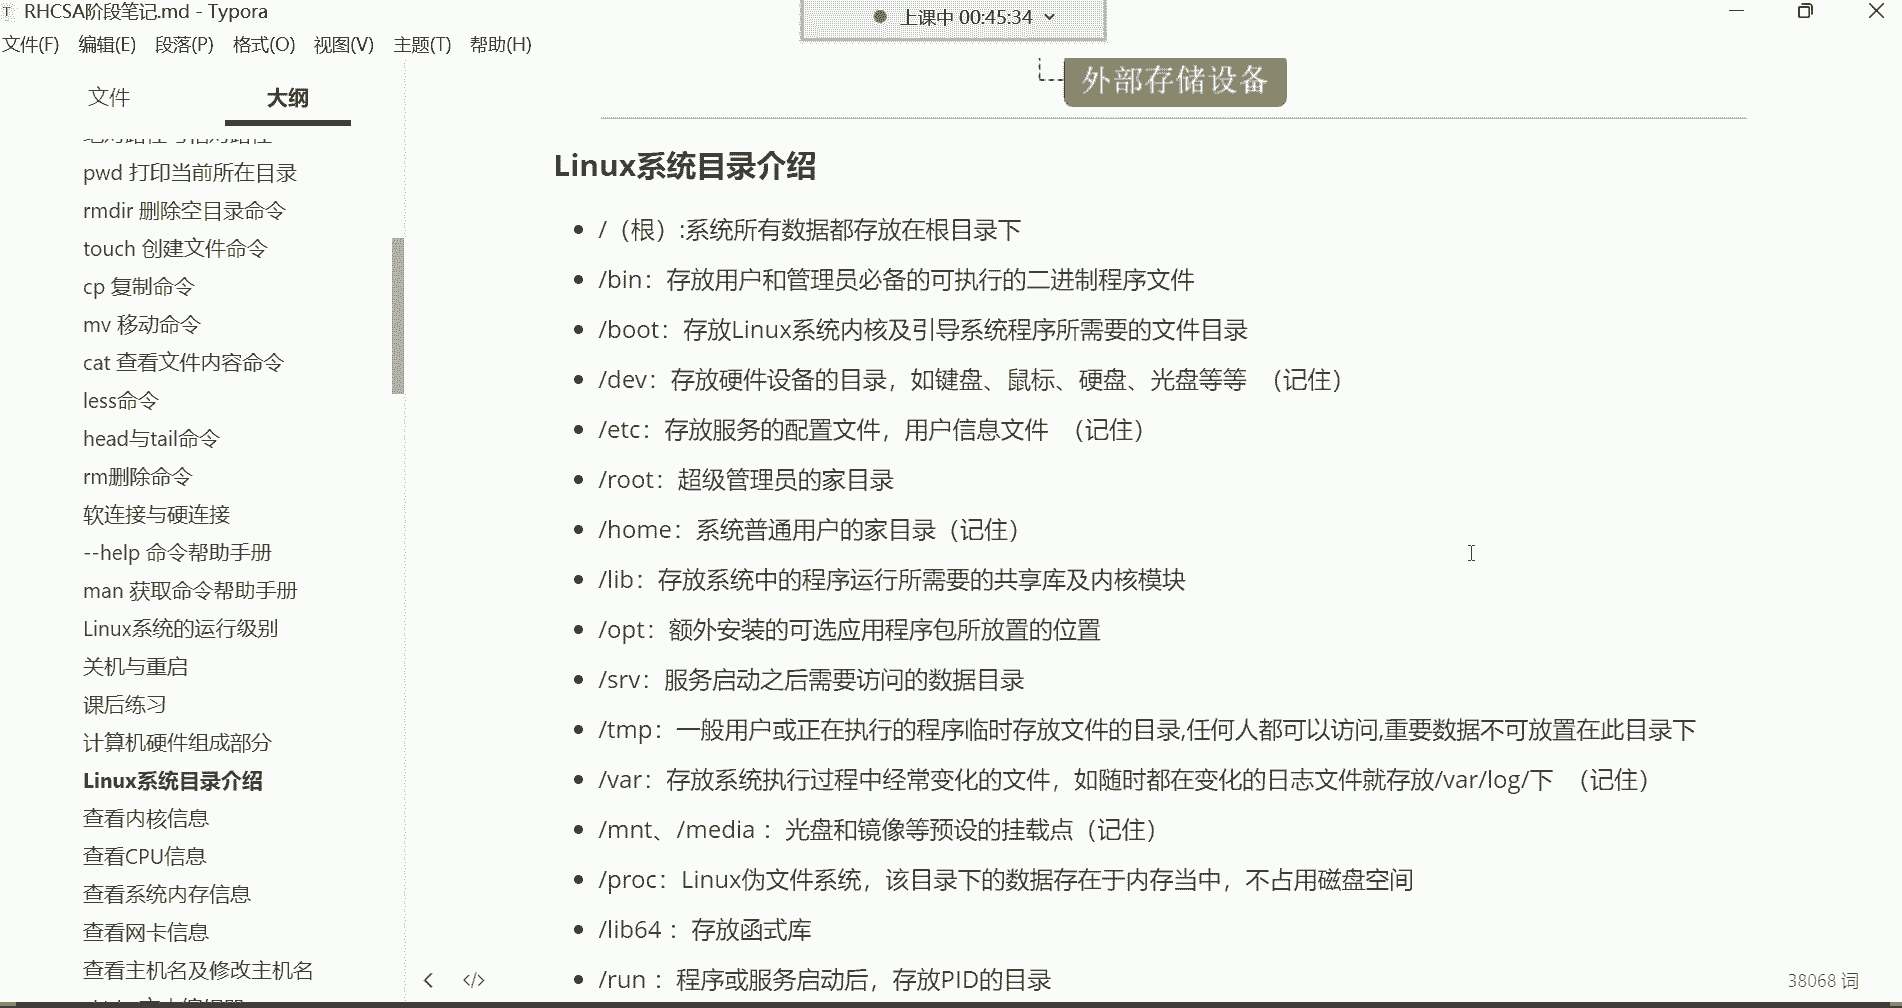 RHCSA阶段笔记.md - Typora
上课中 00:45:34
文件(F) 编辑(E) 段落(P) 格式(O) 视图(V) 主题(T) 帮助(H)
文件 大纲
pwd 打印当前所在目录
rmdir 删除空目录命令
touch 创建文件命令
cp 复制命令
mv 移动命令
cat 查看文件内容命令
less命令
head与tail命令
rm删除命令
软连接与硬连接
--help 命令帮助手册
man 获取命令帮助手册
Linux系统的运行级别
关机与重启
课后练习
计算机硬件组成部分
Linux系统目录介绍
查看内核信息
查看CPU信息
查看系统内存信息
查看网卡信息
查看主机名及修改主机名
外部存储设备
Linux系统目录介绍
/（根）:系统所有数据都存放在根目录下
/bin：存放用户和管理员必备的可执行的二进制程序文件
/boot：存放Linux系统内核及引导系统程序所需要的文件目录
/dev：存放硬件设备的目录，如键盘、鼠标、硬盘、光盘等等 （记住）
/etc：存放服务的配置文件，用户信息文件 （记住）
/root：超级管理员的家目录
/home：系统普通用户的家目录（记住）
/lib：存放系统中的程序运行所需要的共享库及内核模块
/opt：额外安装的可选应用程序包所放置的位置
/srv：服务启动之后需要访问的数据目录
/tmp：一般用户或正在执行的程序临时存放文件的目录,任何人都可以访问,重要数据不可放置在此目录下
/var：存放系统执行过程中经常变化的文件，如随时都在变化的日志文件就存放/var/log/下 （记住）
/mnt、/media ：光盘和镜像等预设的挂载点（记住）
/proc：Linux伪文件系统，该目录下的数据存在于内存当中，不占用磁盘空间
/lib64 ：存放函式库
/run ：程序或服务启动后，存放PID的目录
38068 词